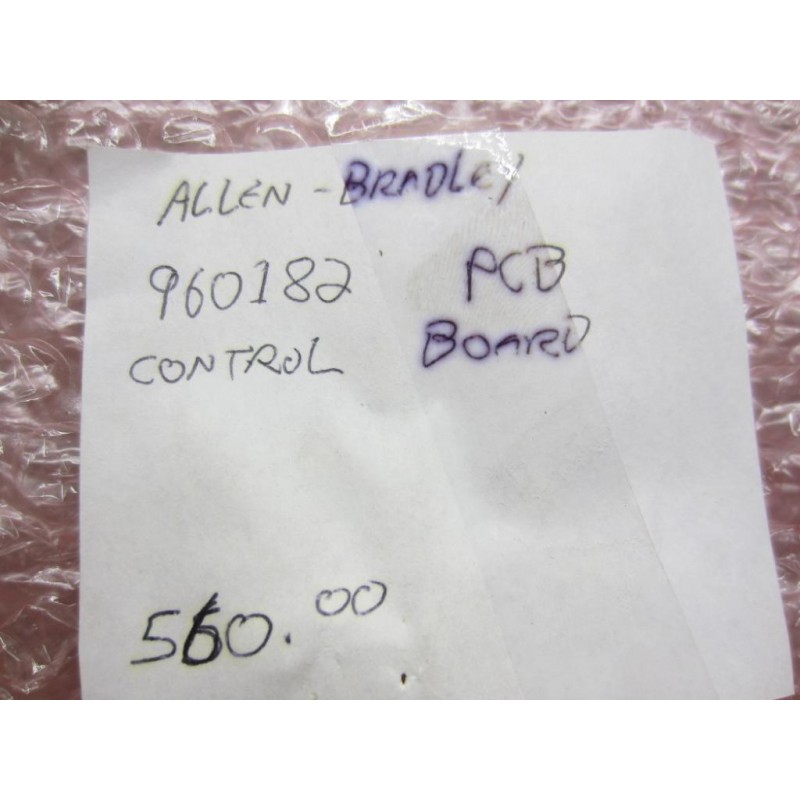 ALLEN - BRADLEY
960182 PCB
CONTROL BOARD
560.00